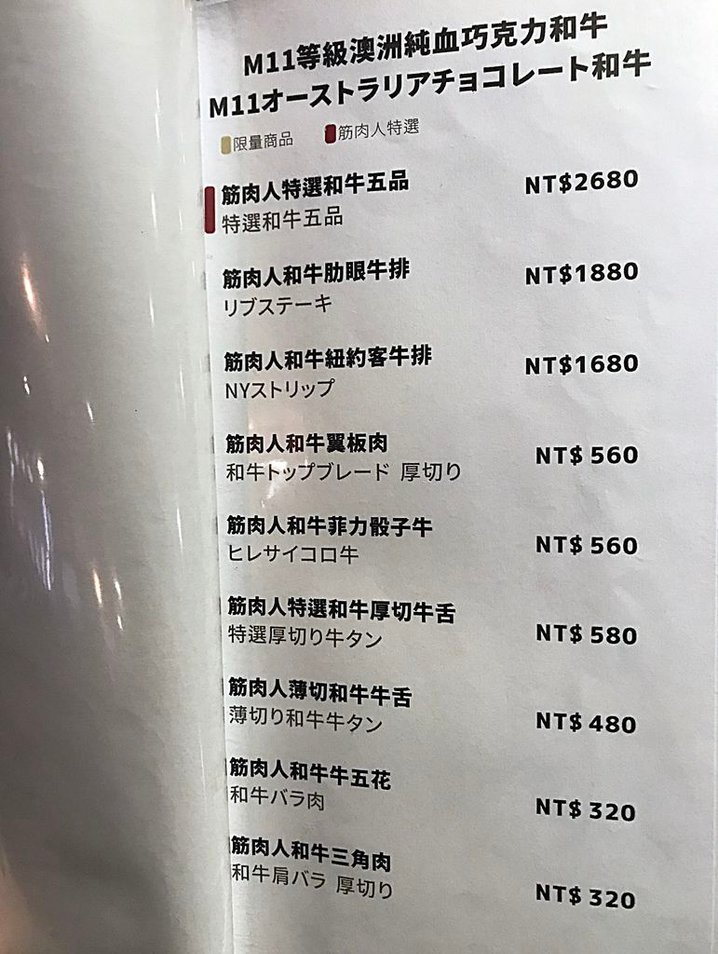 M11等級澳洲純血巧克力和牛
M11オーストラリアチョコレート和牛
限量商品 筋肉人特選
筋肉人特選和牛五品 NT$2680
特選和牛五品
筋肉人和牛肋眼牛排 NT$1880
リブステーキ
筋肉人和牛紐約客牛排 NT$1680
NYストリップ
筋肉人和牛翼板肉 NT$ 560
和牛トップブレード 厚切り
筋肉人和牛菲力骰子牛 NT$ 560
ヒレサイコロ牛
筋肉人特選和牛厚切牛舌 NT$ 580
特選厚切り牛タン
筋肉人薄切和牛牛舌 NT$ 480
薄切り和牛牛タン
筋肉人和牛牛五花 NT$ 320
和牛バラ肉
筋肉人和牛三角肉 NT$ 320
和牛肩バラ 厚切り